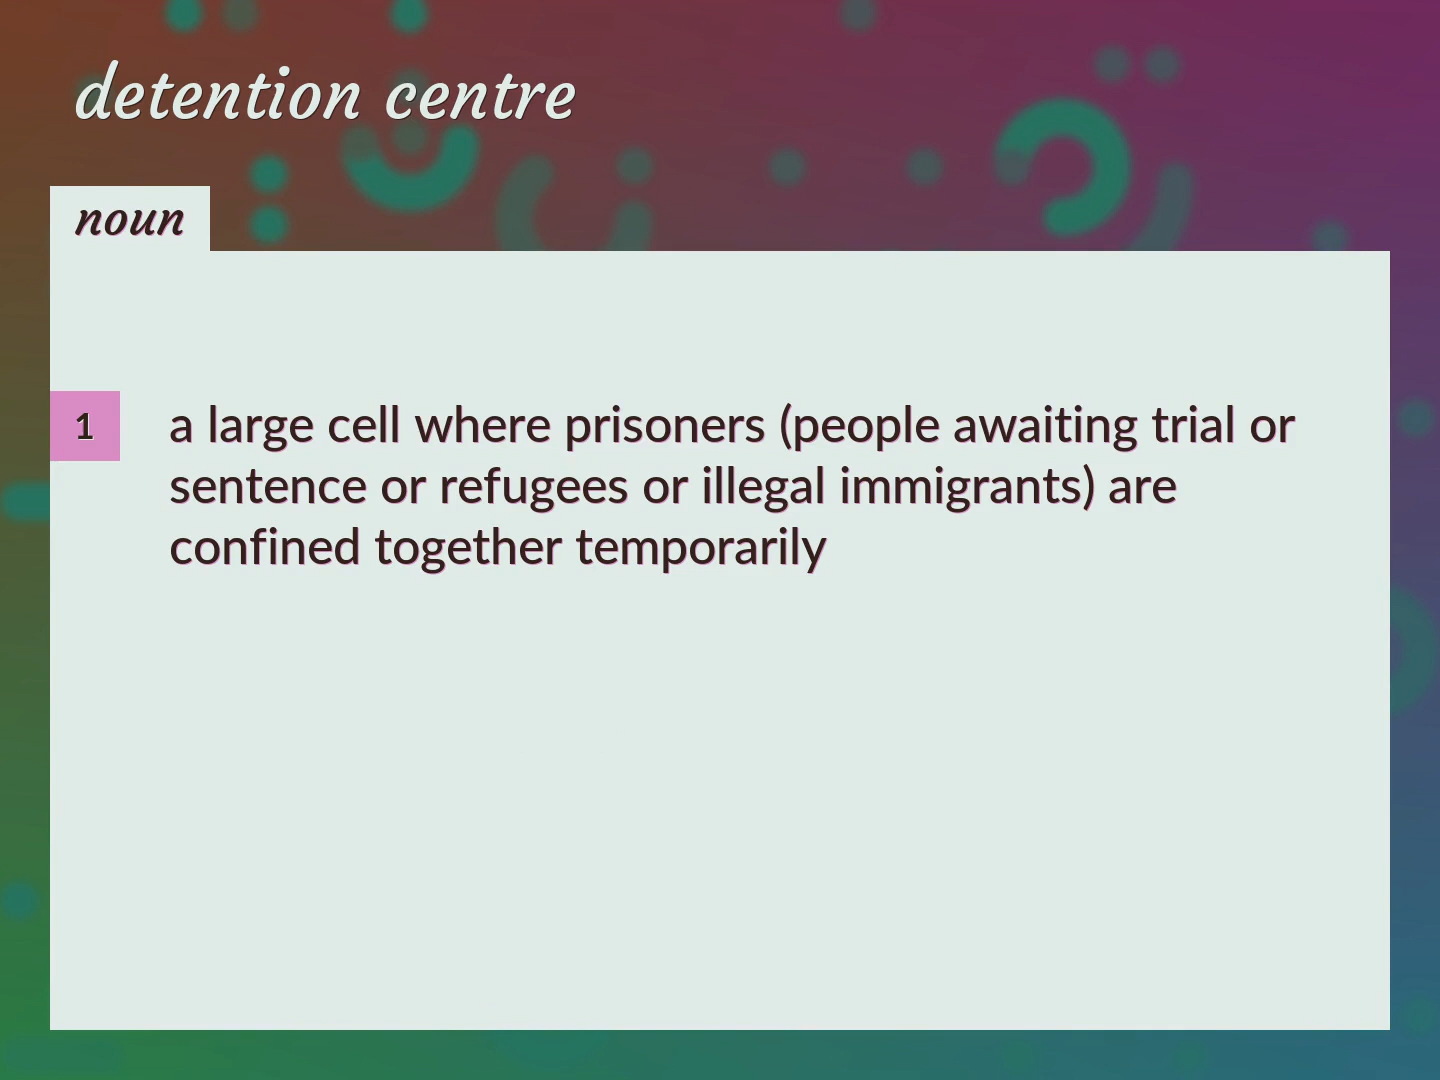 detention centre
noun
1
a large cell where prisoners (people awaiting trial or
sentence or refugees or illegal immigrants) are
confined together temporarily